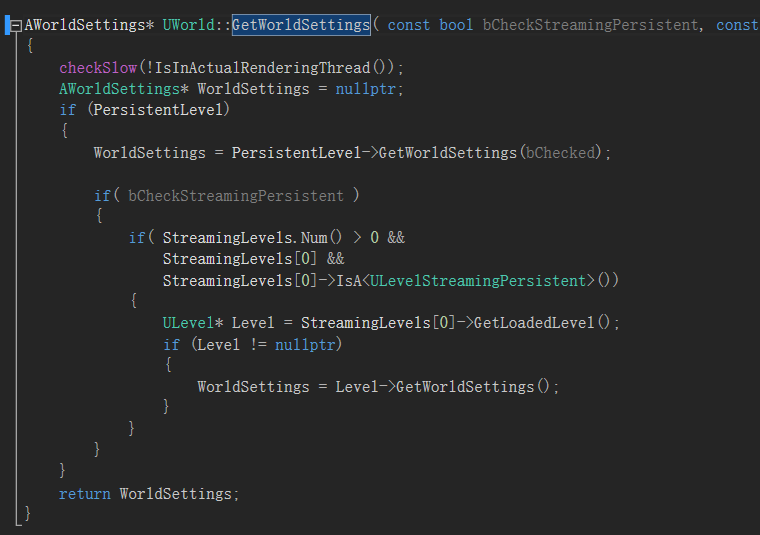 AWorldSettings* UWorld::GetWorldSettings( const bool bCheckStreamingPersistent, const
{
checkSlow(!IsInActualRenderingThread());
AWorldSettings* WorldSettings = nullptr;
if (PersistentLevel)
{
WorldSettings = PersistentLevel->GetWorldSettings(bChecked);
if( bCheckStreamingPersistent )
{
if( StreamingLevels.Num() > 0 &&
StreamingLevels[0] &&
StreamingLevels[0]->IsA<ULevelStreamingPersistent>())
{
ULevel* Level = StreamingLevels[0]->GetLoadedLevel();
if (Level != nullptr)
{
WorldSettings = Level->GetWorldSettings();
}
}
}
}
return WorldSettings;
}